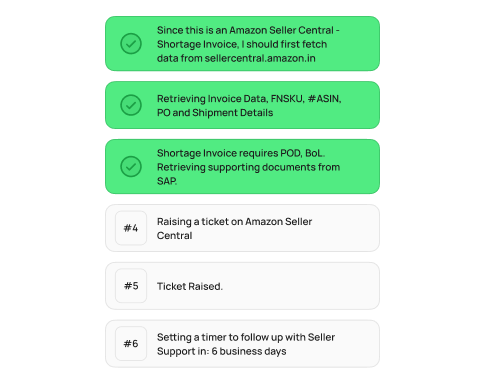 Since this is an Amazon Seller Central -
Shortage Invoice, I should first fetch
data from sellercentral.amazon.in
Retrieving Invoice Data, FNSKU, #ASIN,
PO and Shipment Details
Shortage Invoice requires POD, BoL.
Retrieving supporting documents from
SAP.
#4
Raising a ticket on Amazon Seller
Central
#5
Ticket Raised.
#6
Setting a timer to follow up with Seller
Support in: 6 business days